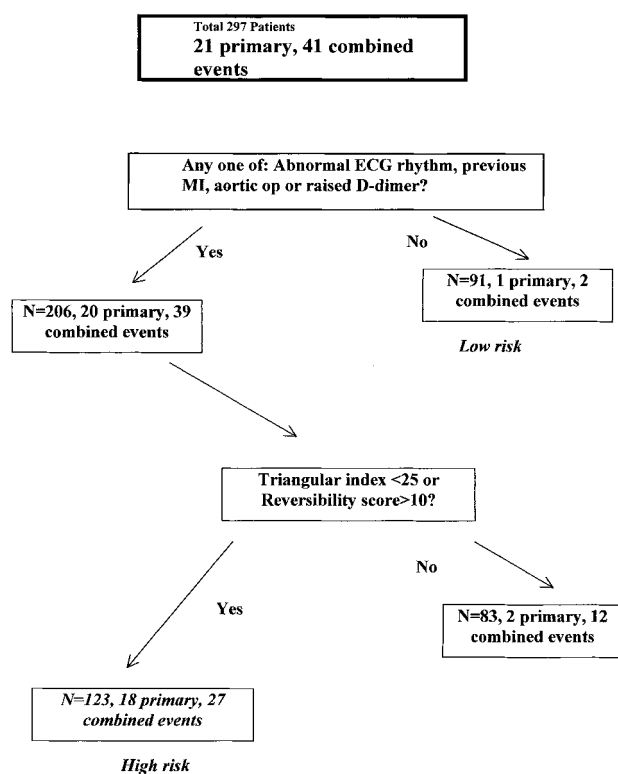 Total 297 Patients
21 primary, 41 combined
events
Any one of: Abnormal ECG rhythm, previous
MI, aortic op or raised D-dimer?
Yes
No
N=91, 1 primary, 2
combined events
N=206, 20 primary, 39
combined events
Low risk
Triangular index <25 or
Reversibility score>10?
No
Yes
N=83, 2 primary, 12
combined events
N=123, 18 primary, 27
combined events
High risk